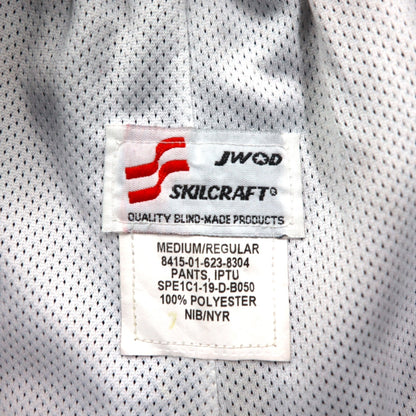 JWOD
SKILCRAFT®
QUALITY BLIND-MADE PRODUCTS
MEDIUM/REGULAR
8415-01-623-8304
PANTS, IPTU
SPE1C1-19-D-B050
100% POLYESTER
NIB/NYR